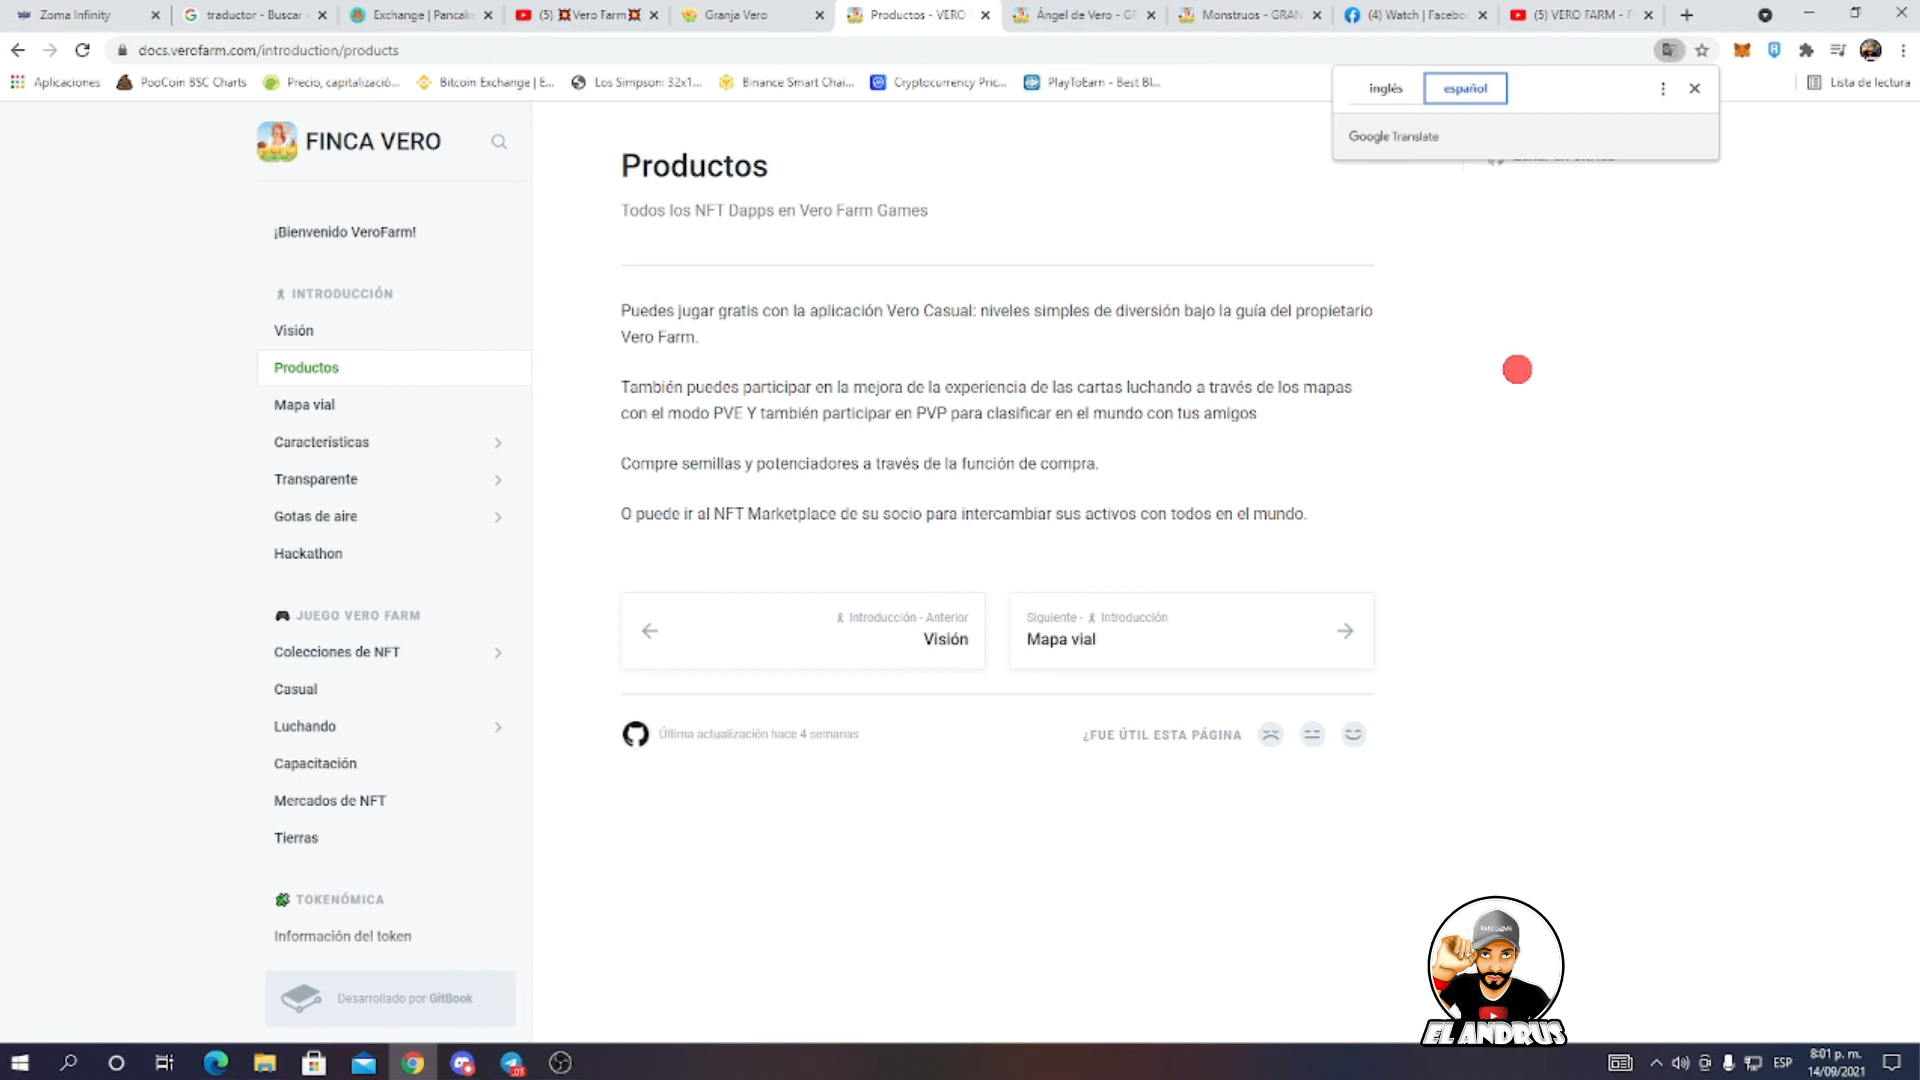 Zoma Infinity
traductor - Buscar
Exchange | Pancak
(5) 💥Vero Farm💥
Granja Vero
Productos - VERO
Ángel de Vero - GR
Monstruos - GRAN
(4) Watch | Facebo
(5) VERO FARM - F
docs.verofarm.com/introduction/products
Aplicaciones
PooCoin BSC Charts
Precio, capitalizació...
Bitcoin Exchange | E...
Los Simpson: 32x1...
Binance Smart Chai...
Cryptocurrency Pric...
PlayToEarn - Best Bl...
Lista de lectura
inglés
español
Google Translate
FINCA VERO
¡Bienvenido VeroFarm!
INTRODUCCIÓN
Visión
Productos
Mapa vial
Características
Transparente
Gotas de aire
Hackathon
JUEGO VERO FARM
Colecciones de NFT
Casual
Luchando
Capacitación
Mercados de NFT
Tierras
TOKENÓMICA
Información del token
Desarrollado por GitBook
Productos
Todos los NFT Dapps en Vero Farm Games
Puedes jugar gratis con la aplicación Vero Casual: niveles simples de diversión bajo la guía del propietario
Vero Farm.
También puedes participar en la mejora de la experiencia de las cartas luchando a través de los mapas
con el modo PVE Y también participar en PVP para clasificar en el mundo con tus amigos
Compre semillas y potenciadores a través de la función de compra.
O puede ir al NFT Marketplace de su socio para intercambiar sus activos con todos en el mundo.
Introducción - Anterior
Visión
Siguiente - Introducción
Mapa vial
Última actualización hace 4 semanas
¿FUE ÚTIL ESTA PÁGINA
EL ANDRUS
ESP
8:01 p. m.
14/09/2021